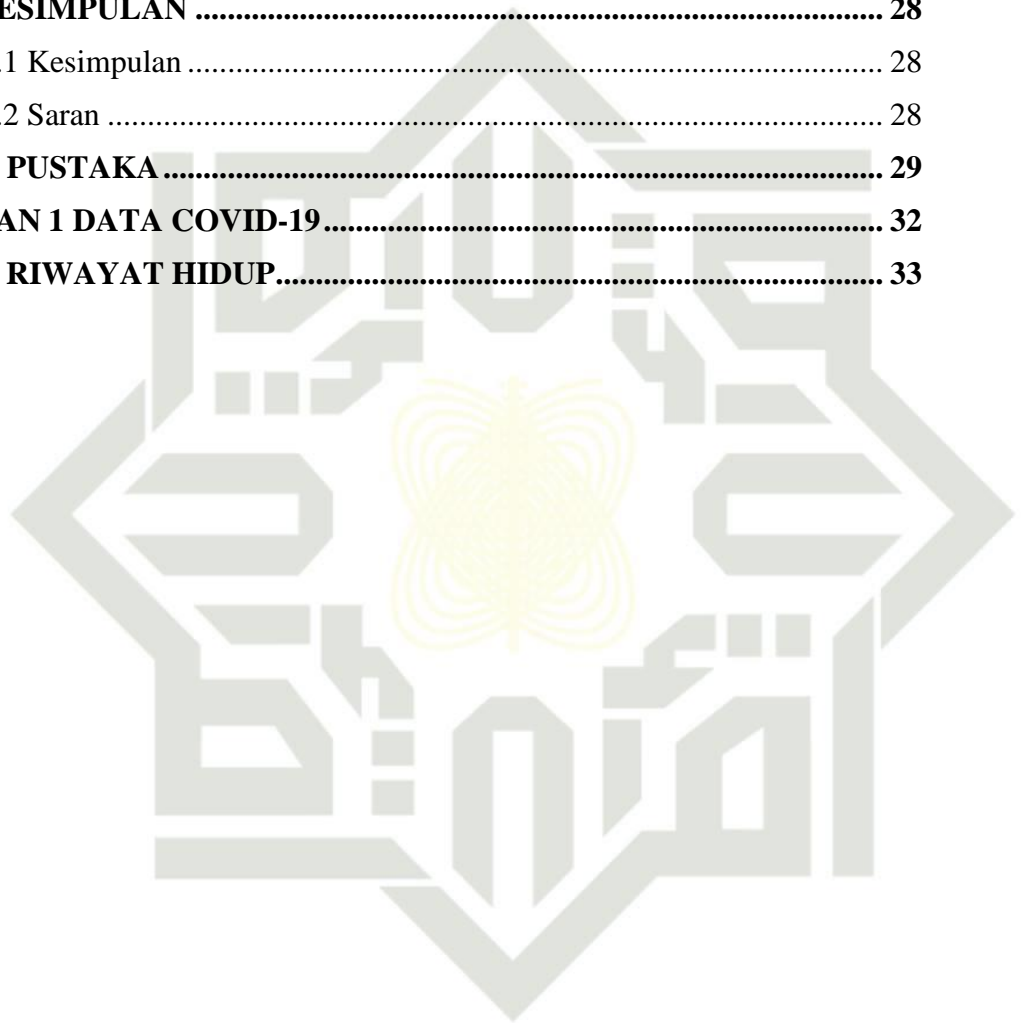 ESIMPULAN ........................................................................................ 28
.1 Kesimpulan ....................................................................................... 28
.2 Saran ................................................................................................. 28
PUSTAKA .......................................................................................... 29
AN 1 DATA COVID-19 ...................................................................... 32
RIWAYAT HIDUP ............................................................................. 33